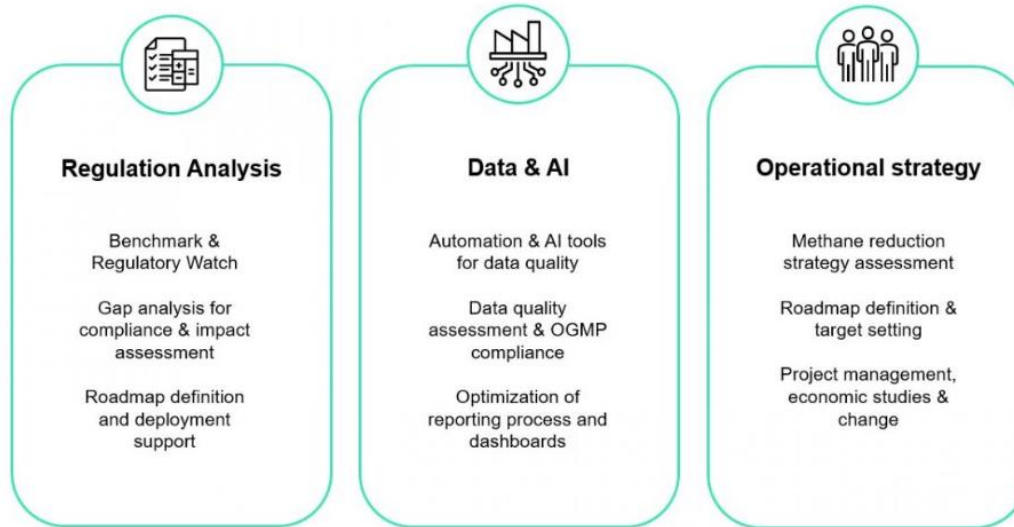 Regulation Analysis
Benchmark &
Regulatory Watch
Gap analysis for
compliance & impact
assessment
Roadmap definition
and deployment
support
Data & AI
Automation & AI tools
for data quality
Data quality
assessment & OGMP
compliance
Optimization of
reporting process and
dashboards
Operational strategy
Methane reduction
strategy assessment
Roadmap definition &
target setting
Project management,
economic studies &
change